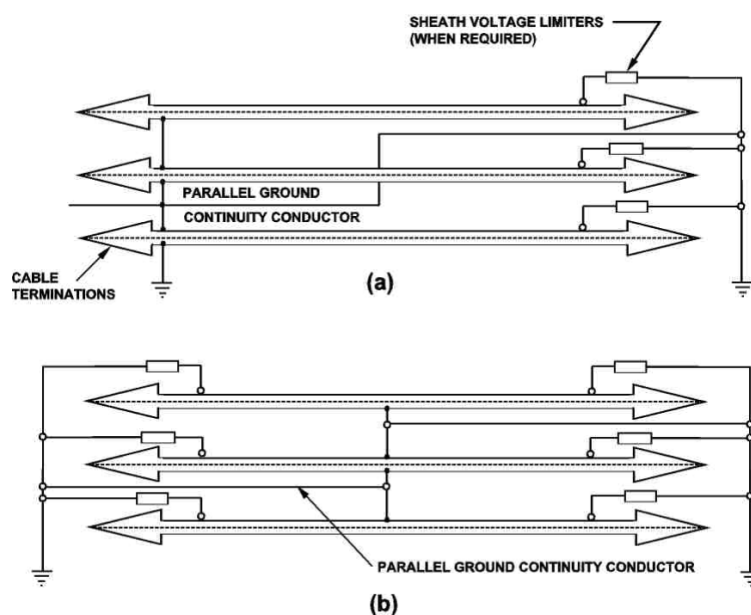 SHEATH VOLTAGE LIMITERS
(WHEN REQUIRED)
PARALLEL GROUND
CONTINUITY CONDUCTOR
CABLE
TERMINATIONS
(a)
PARALLEL GROUND CONTINUITY CONDUCTOR
(b)